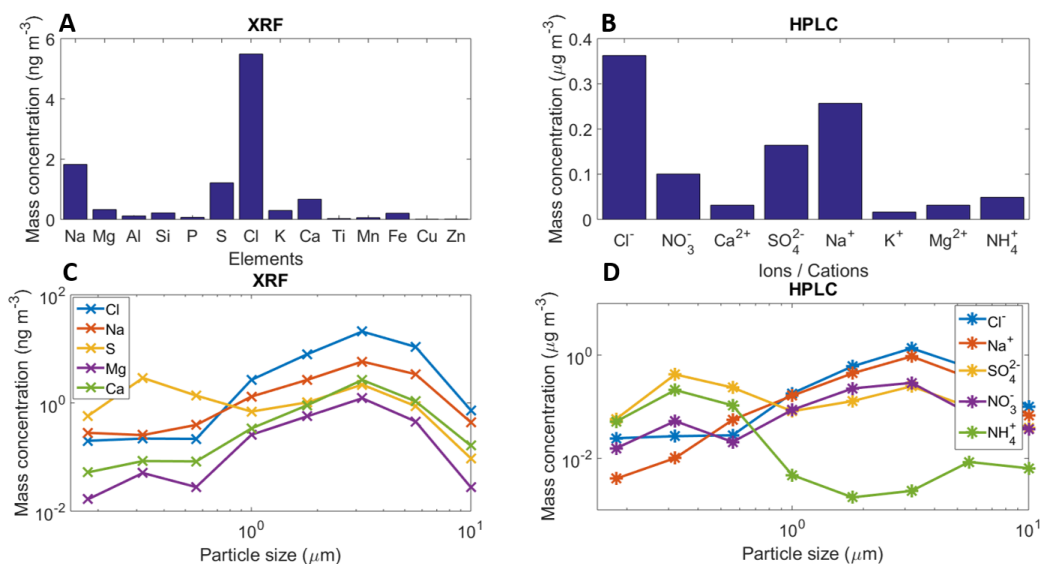 A
XRF
Mass concentration (ng m⁻³)
6
4
2
0
Na Mg Al Si P S Cl K Ca Ti Mn Fe Cu Zn
Elements
B
HPLC
Mass concentration (μg m⁻³)
0.4
0.3
0.2
0.1
0
Cl⁻ NO₃⁻ Ca²⁺ SO₄²⁻ Na⁺ K⁺ Mg²⁺ NH₄⁺
Ions / Cations
C
XRF
Mass concentration (ng m⁻³)
10²
10⁰
10⁻²
Cl
Na
S
Mg
Ca
10⁰ 10¹
Particle size (μm)
D
HPLC
Mass concentration (μg m⁻³)
10⁰
10⁻²
Cl⁻
Na⁺
SO₄²⁻
NO₃⁻
NH₄⁺
10⁰ 10¹
Particle size (μm)